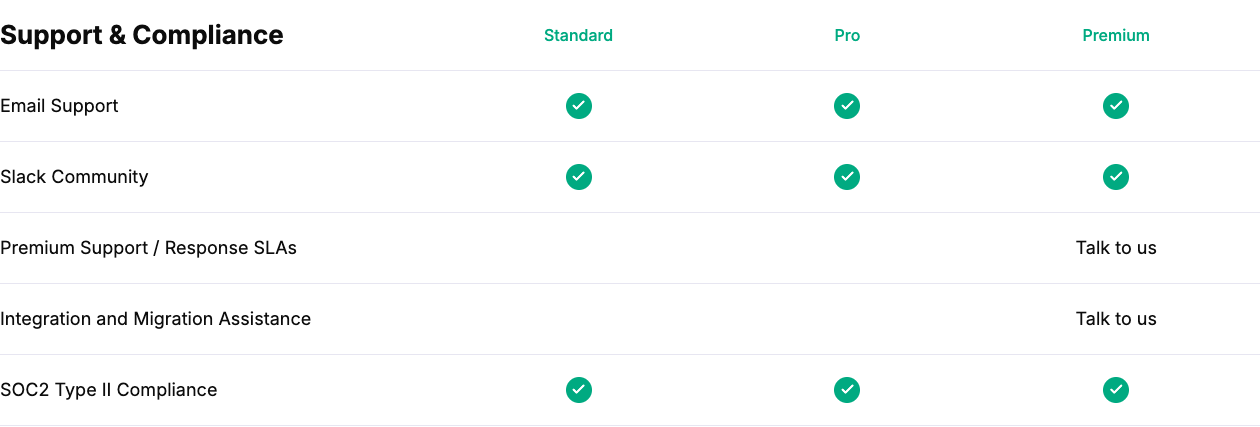 Support & Compliance Standard Pro Premium
Email Support
Slack Community
Premium Support / Response SLAs Talk to us
Integration and Migration Assistance Talk to us
SOC2 Type II Compliance